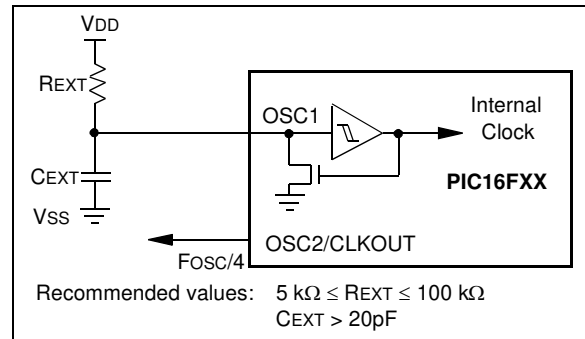 VDD
REXT
OSC1
Internal
Clock
CEXT
PIC16FXX
VSS
OSC2/CLKOUT
FOSC/4
Recommended values: 5 kΩ ≤ REXT ≤ 100 kΩ
CEXT > 20pF